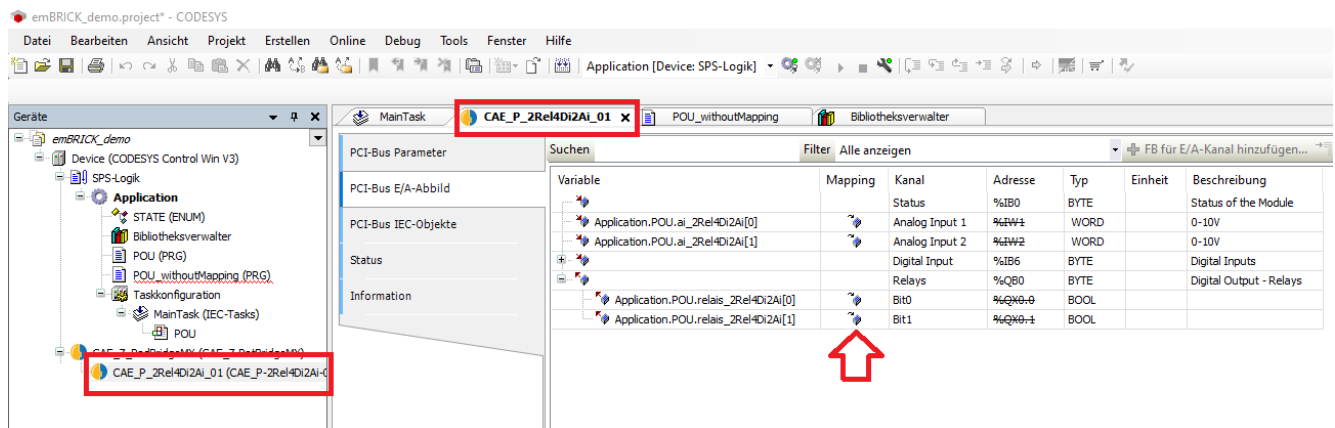 emBRICK_demo.project* - CODESYS
Datei Bearbeiten Ansicht Projekt Erstellen Online Debug Tools Fenster Hilfe
Application [Device: SPS-Logik]
Geräte
emBRICK_demo
Device (CODESYS Control Win V3)
SPS-Logik
Application
STATE (ENUM)
Bibliotheksverwalter
POU (PRG)
POU_withoutMapping (PRG)
Taskkonfiguration
MainTask (IEC-Tasks)
POU
CAE_P_2Rel4Di2Ai_01 (CAE_P-2Rel4Di2Ai-0
MainTask CAE_P_2Rel4Di2Ai_01 POU_withoutMapping Bibliotheksverwalter
PCI-Bus Parameter
PCI-Bus E/A-Abbild
PCI-Bus IEC-Objekte
Status
Information
Suchen Filter Alle anzeigen FB für E/A-Kanal hinzufügen...
Variable Mapping Kanal Adresse Typ Einheit Beschreibung
Status %IB0 BYTE Status of the Module
Application.POU.ai_2Rel4Di2Ai[0] Analog Input 1 %IW1 WORD 0-10V
Application.POU.ai_2Rel4Di2Ai[1] Analog Input 2 %IW2 WORD 0-10V
Digital Input %IB6 BYTE Digital Inputs
Relays %QB0 BYTE Digital Output - Relays
Application.POU.relais_2Rel4Di2Ai[0] Bit0 %QX0.0 BOOL
Application.POU.relais_2Rel4Di2Ai[1] Bit1 %QX0.1 BOOL